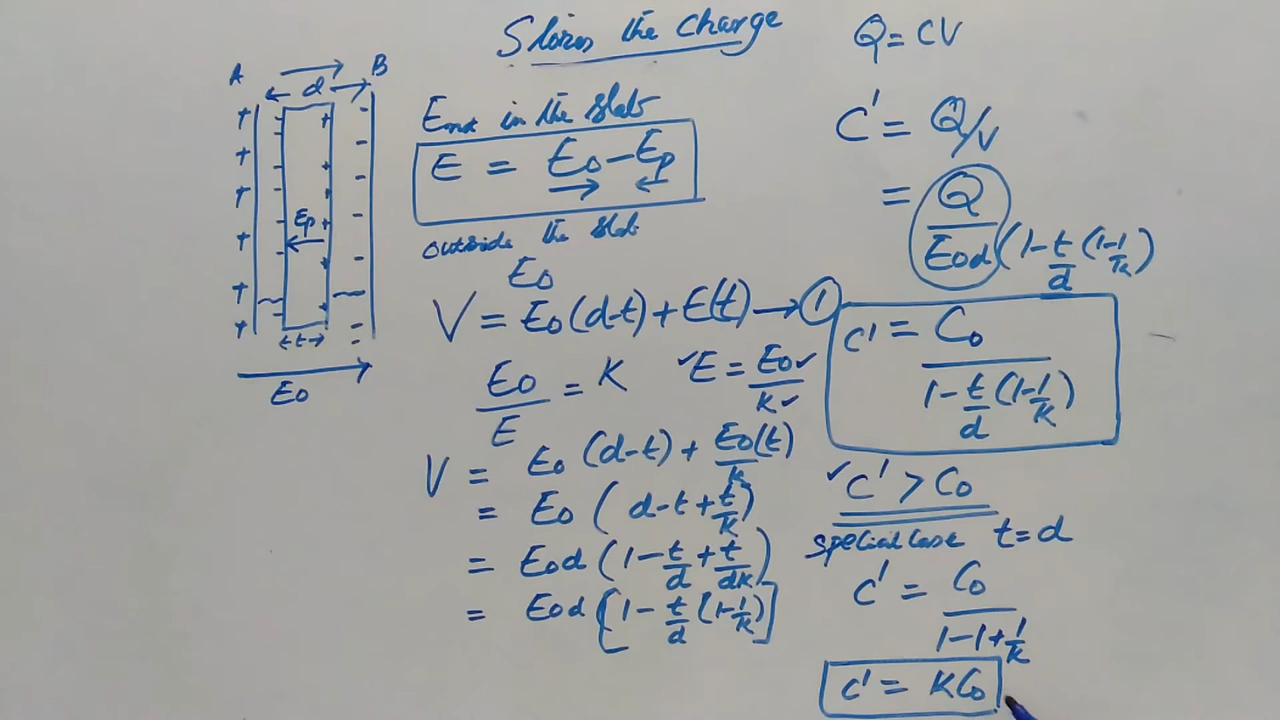 Stores the charge
A d B
+ + + + + +
- - - - - -
+ + + + + +
- - - - - -
Ep
t
E0
Enet in the slab
E = E0 - Ep
outside the slab
E0
V = E0 (d-t) + E(t) → 1
E0/E = K ✓E = E0✓/K✓
V = E0 (d-t) + E0(t)/K
= E0 ( d-t + t/K )
= E0d ( 1 - t/d + t/dK )
= E0d [ 1 - t/d (1-1/K) ]
Q = CV
C' = Q/V
= Q/E0d (1-t/d (1-1/K)
C' = C0/1-t/d (1-1/K)
✓C' > C0
special case t=d
C' = C0/1-1+1/K
C' = KC0